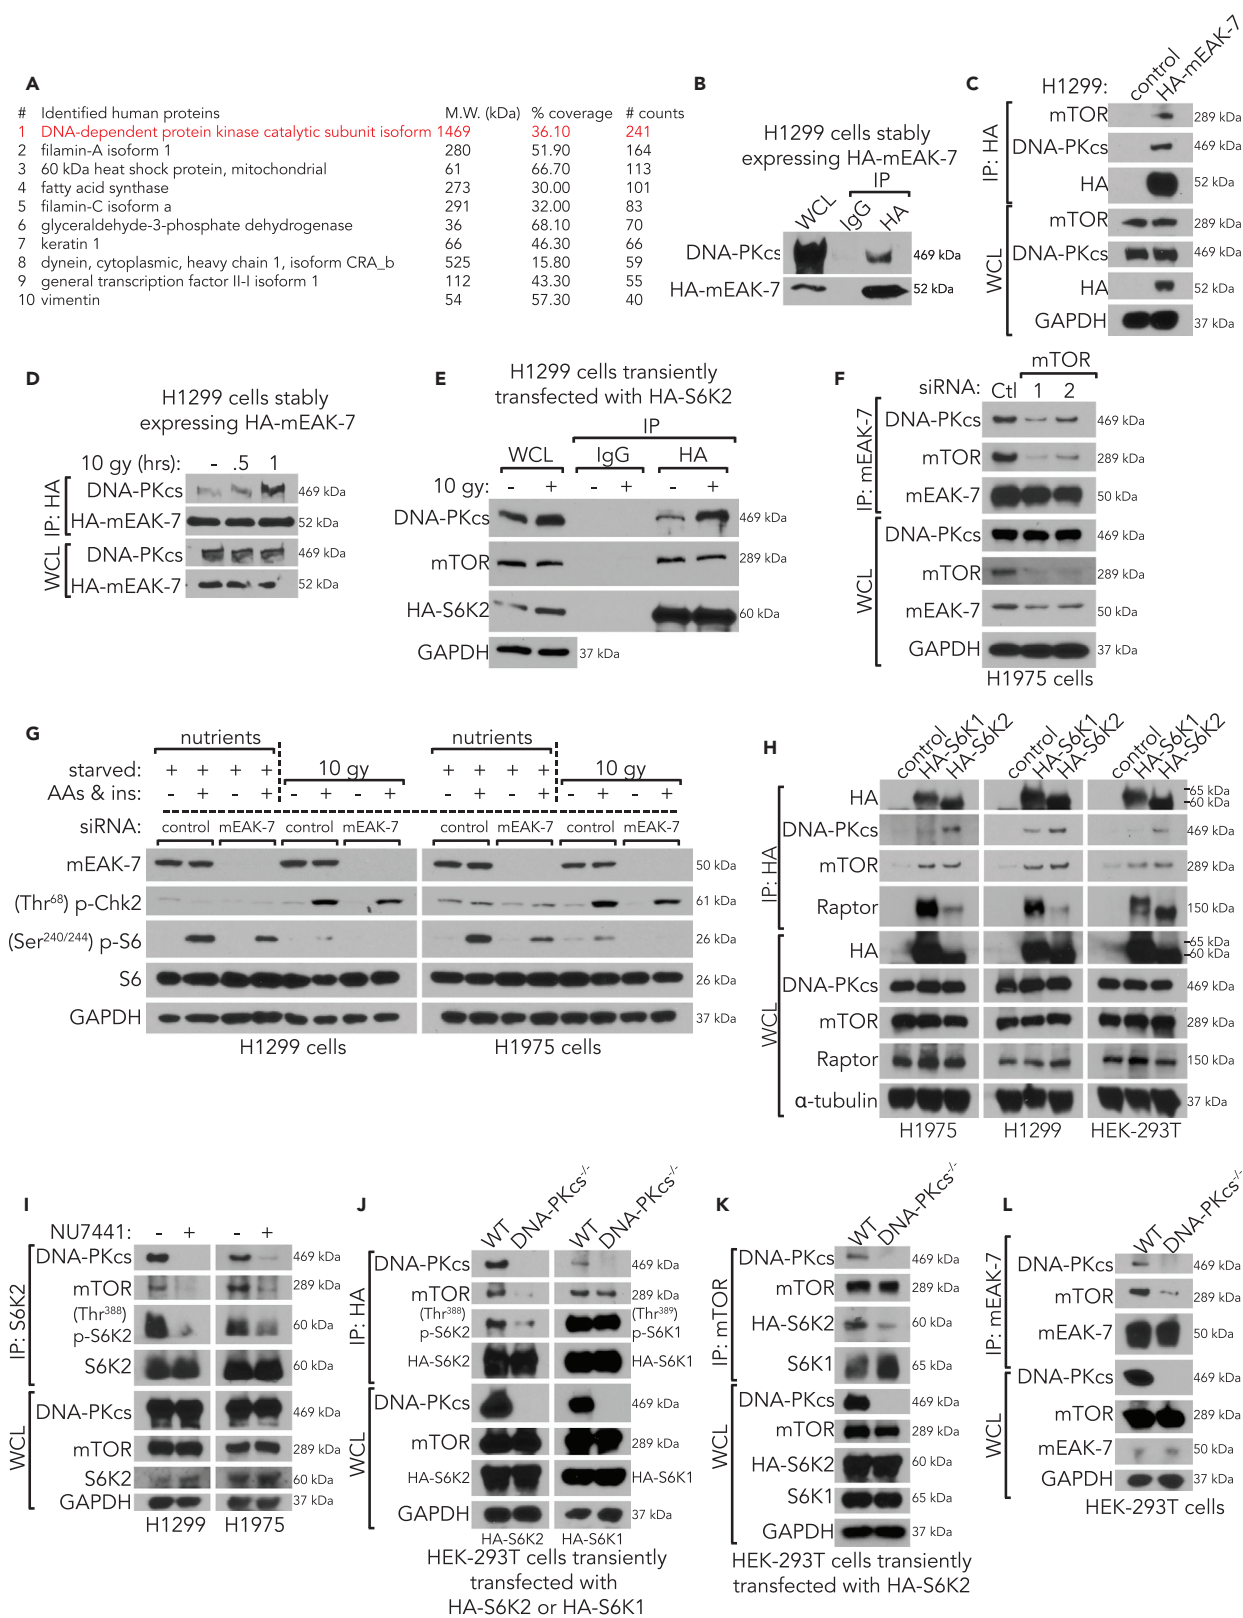 A
# Identified human proteins M.W. (kDa) % coverage # counts
1 DNA-dependent protein kinase catalytic subunit isoform 1 469 36.10 241
2 filamin-A isoform 1 280 51.90 164
3 60 kDa heat shock protein, mitochondrial 61 66.70 113
4 fatty acid synthase 273 30.00 101
5 filamin-C isoform a 291 32.00 83
6 glyceraldehyde-3-phosphate dehydrogenase 36 68.10 70
7 keratin 1 66 46.30 66
8 dynein, cytoplasmic, heavy chain 1, isoform CRA_b 525 15.80 59
9 general transcription factor II-I isoform 1 112 43.30 55
10 vimentin 54 57.30 40
B
H1299 cells stably
expressing HA-mEAK-7
IP
WCL IgG HA
DNA-PKcs 469 kDa
HA-mEAK-7 52 kDa
C
H1299: control HA-mEAK-7
IP: HA
mTOR 289 kDa
DNA-PKcs 469 kDa
HA 52 kDa
WCL
mTOR 289 kDa
DNA-PKcs 469 kDa
HA 52 kDa
GAPDH 37 kDa
D
H1299 cells stably
expressing HA-mEAK-7
10 gy (hrs): - .5 1
IP: HA
DNA-PKcs 469 kDa
HA-mEAK-7 52 kDa
WCL
DNA-PKcs 469 kDa
HA-mEAK-7 52 kDa
E
H1299 cells transiently
transfected with HA-S6K2
IP
WCL IgG HA
10 gy: - + - + - +
DNA-PKcs 469 kDa
mTOR 289 kDa
HA-S6K2 60 kDa
GAPDH 37 kDa
F
mTOR
siRNA: Ctl 1 2
IP: mEAK-7
DNA-PKcs 469 kDa
mTOR 289 kDa
mEAK-7 50 kDa
WCL
DNA-PKcs 469 kDa
mTOR 289 kDa
mEAK-7 50 kDa
GAPDH 37 kDa
H1975 cells
G
nutrients nutrients
starved: + + + + 10 gy + + + + 10 gy
AAs & ins: - + - + - + - + - + - + - + - +
siRNA: control mEAK-7 control mEAK-7 control mEAK-7 control mEAK-7
mEAK-7 50 kDa
(Thr68) p-Chk2 61 kDa
(Ser240/244) p-S6 26 kDa
S6 26 kDa
GAPDH 37 kDa
H1299 cells H1975 cells
H
control HA-S6K1 HA-S6K2 control HA-S6K1 HA-S6K2 control HA-S6K1 HA-S6K2
IP: HA
HA 65 kDa
60 kDa
DNA-PKcs 469 kDa
mTOR 289 kDa
Raptor 150 kDa
WCL
HA 65 kDa
60 kDa
DNA-PKcs 469 kDa
mTOR 289 kDa
Raptor 150 kDa
α-tubulin 37 kDa
H1975 H1299 HEK-293T
I
NU7441: - + - +
IP: S6K2
DNA-PKcs 469 kDa
mTOR 289 kDa
(Thr388)
p-S6K2 60 kDa
S6K2 60 kDa
WCL
DNA-PKcs 469 kDa
mTOR 289 kDa
S6K2 60 kDa
GAPDH 37 kDa
H1299 H1975
J
WT DNA-PKcs-/- WT DNA-PKcs-/-
IP: HA
DNA-PKcs 469 kDa
mTOR 289 kDa
(Thr388) (Thr389)
p-S6K2 p-S6K1
HA-S6K2 HA-S6K1
WCL
DNA-PKcs 469 kDa
mTOR 289 kDa
HA-S6K2 HA-S6K1
GAPDH 37 kDa
HA-S6K2 HA-S6K1
HEK-293T cells transiently
transfected with
HA-S6K2 or HA-S6K1
K
WT DNA-PKcs-/-
IP: mTOR
DNA-PKcs 469 kDa
mTOR 289 kDa
HA-S6K2 60 kDa
S6K1 65 kDa
WCL
DNA-PKcs 469 kDa
mTOR 289 kDa
HA-S6K2 60 kDa
S6K1 65 kDa
GAPDH 37 kDa
HEK-293T cells transiently
transfected with HA-S6K2
L
WT DNA-PKcs-/-
IP: mEAK-7
DNA-PKcs 469 kDa
mTOR 289 kDa
mEAK-7 50 kDa
WCL
DNA-PKcs 469 kDa
mTOR 289 kDa
mEAK-7 50 kDa
GAPDH 37 kDa
HEK-293T cells